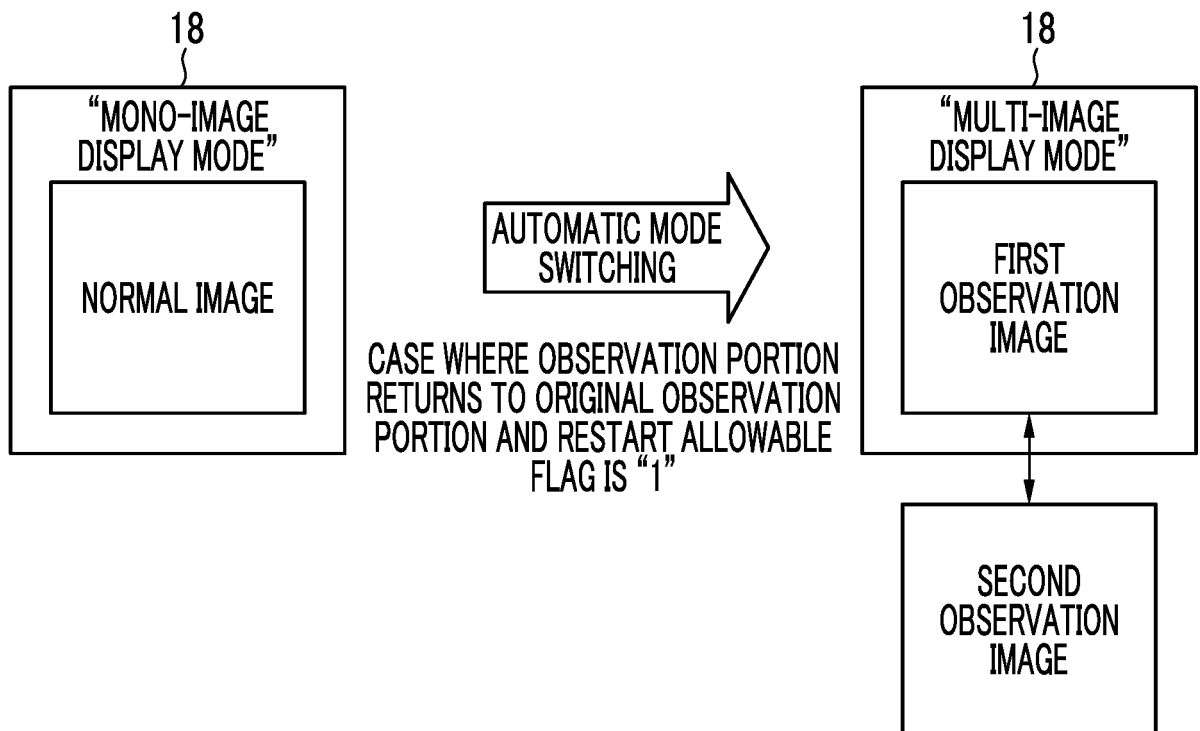 18
“MONO-IMAGE
DISPLAY MODE”
NORMAL IMAGE
AUTOMATIC MODE
SWITCHING
CASE WHERE OBSERVATION PORTION
RETURNS TO ORIGINAL OBSERVATION
PORTION AND RESTART ALLOWABLE
FLAG IS “1”
18
“MULTI-IMAGE
DISPLAY MODE”
FIRST
OBSERVATION
IMAGE
SECOND
OBSERVATION
IMAGE